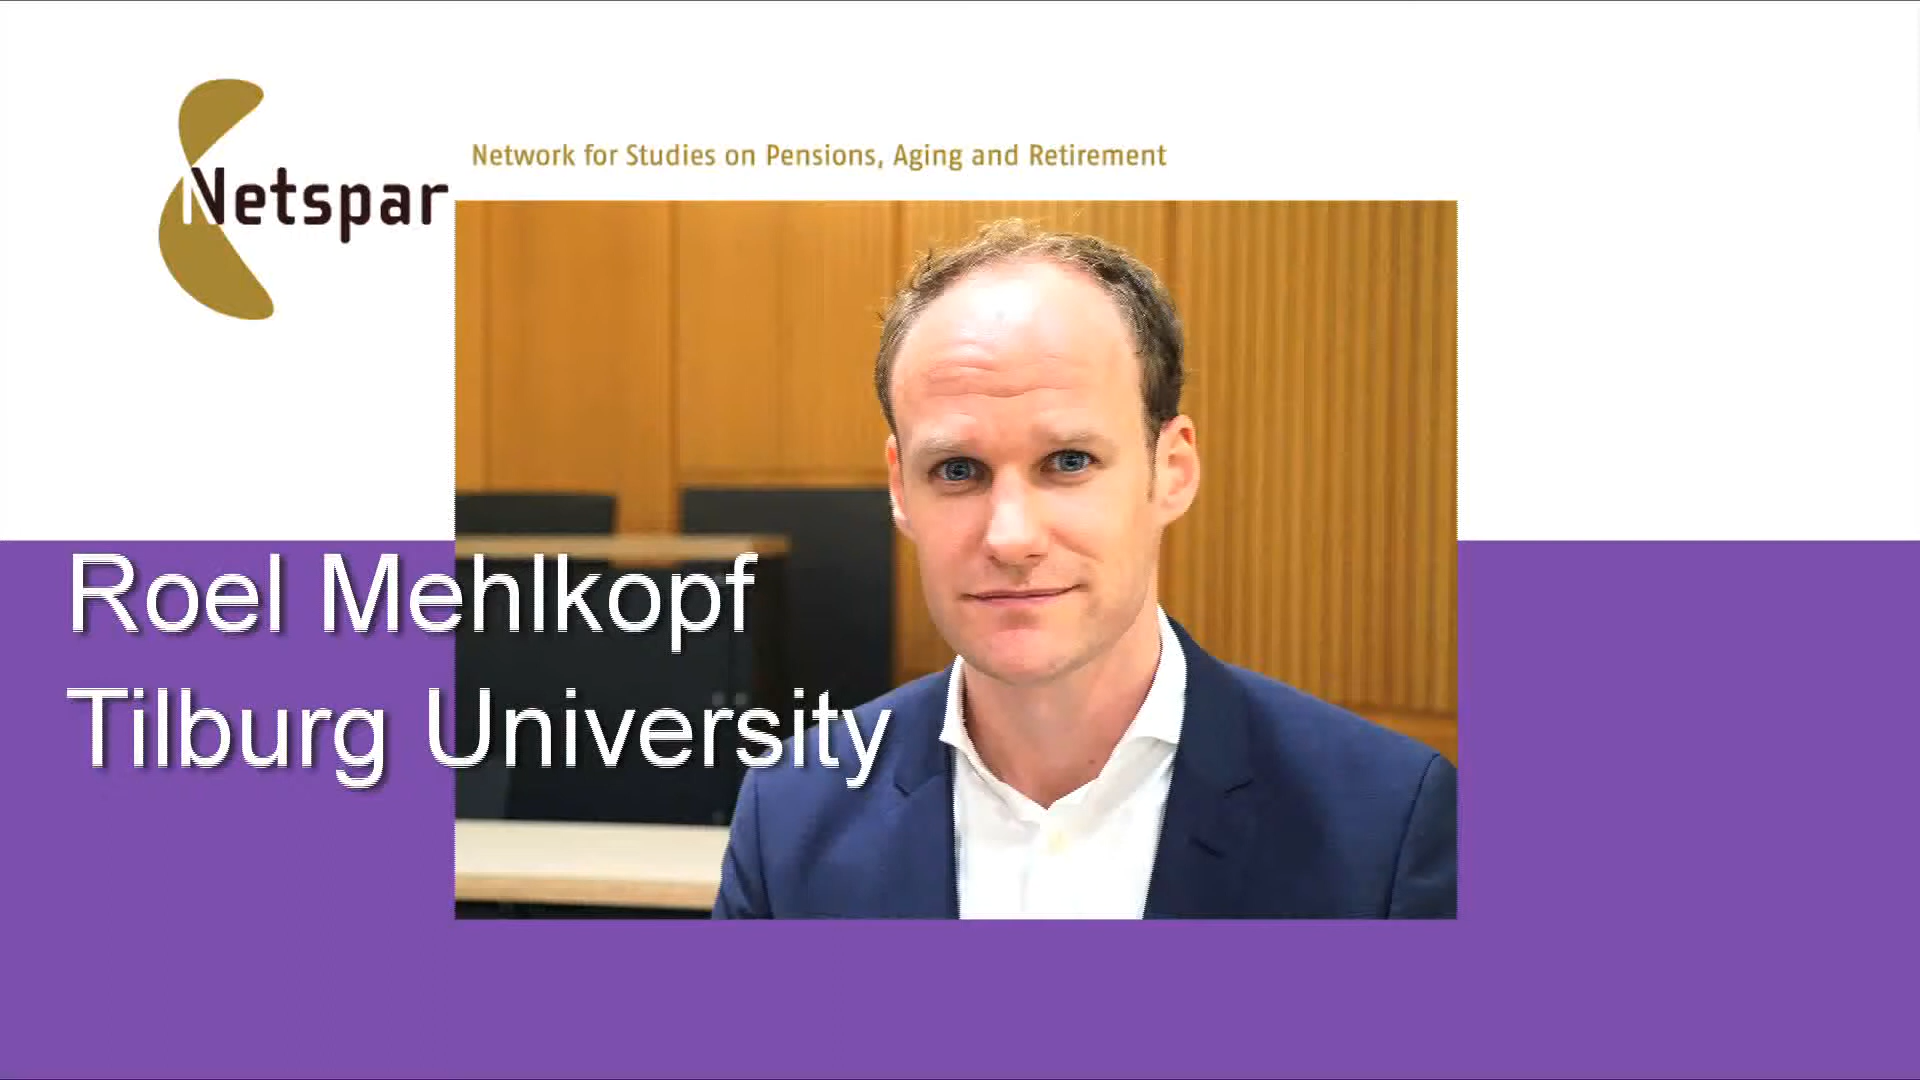 Network for Studies on Pensions, Aging and Retirement
Netspar
Roel Mehlkopf
Tilburg University